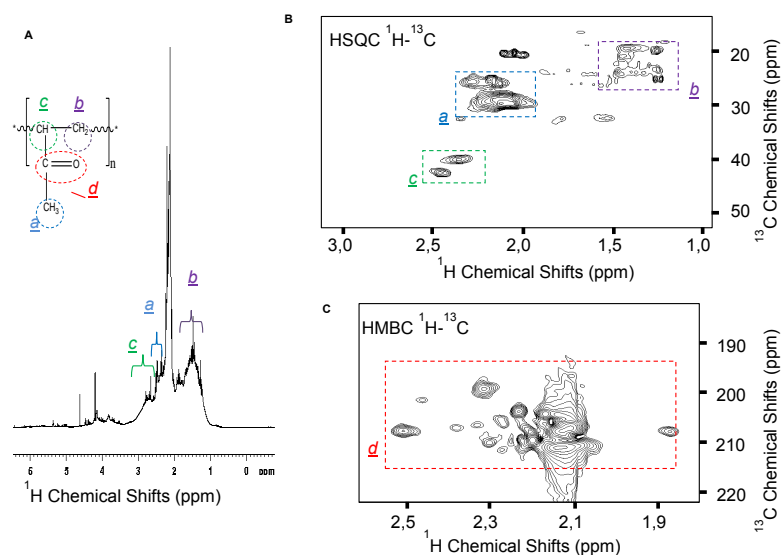 A
c
b
*
CH
CH₂
*
n
C
O
d
CH₃
a
b
a
c
6
5
4
3
2
1
0
ppm
¹H Chemical Shifts (ppm)
B
HSQC ¹H-¹³C
a
b
c
20
30
40
50
¹³C Chemical Shifts (ppm)
3,0
2,5
2,0
1,5
1,0
¹H Chemical Shifts (ppm)
C
HMBC ¹H-¹³C
d
190
200
210
220
¹³C Chemical Shifts (ppm)
2,5
2,3
2,1
1,9
¹H Chemical Shifts (ppm)